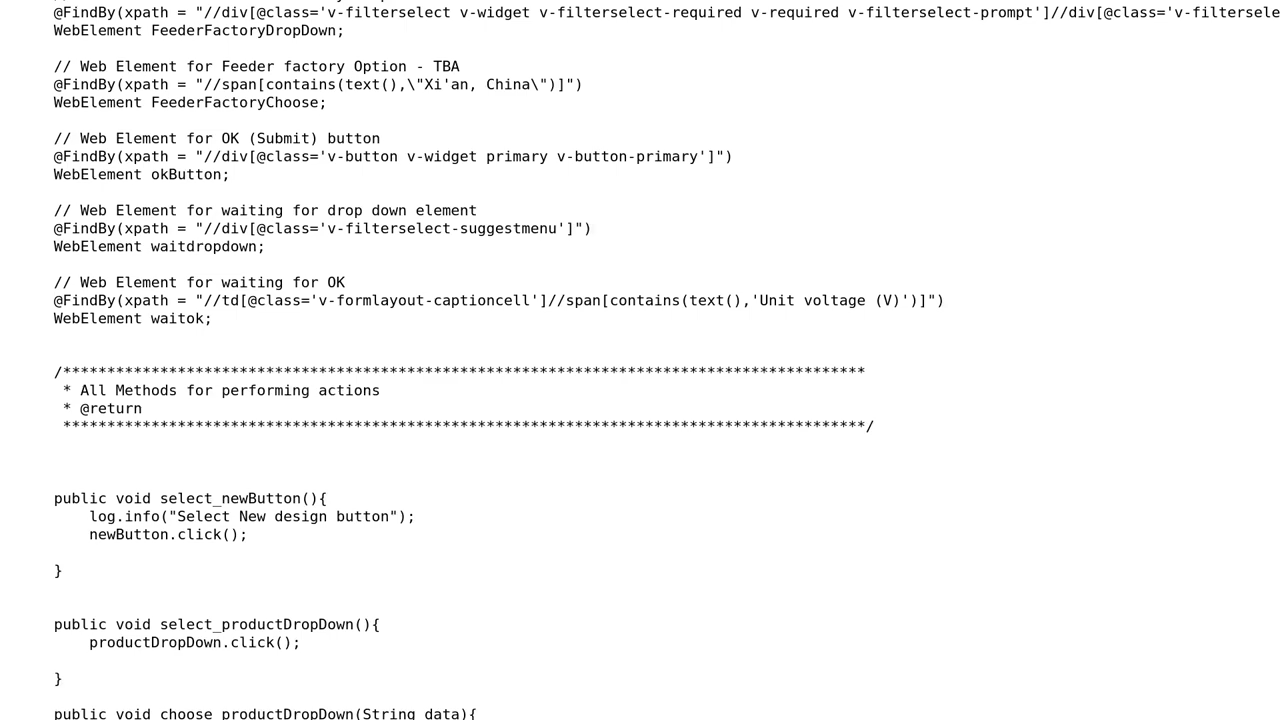 @FindBy(xpath = "//div[@class='v-filterselect v-widget v-filterselect-required v-required v-filterselect-prompt']//div[@class='v-filtersele
WebElement FeederFactoryDropDown;
// Web Element for Feeder factory Option - TBA
@FindBy(xpath = "//span[contains(text(),\"Xi'an, China\")]")
WebElement FeederFactoryChoose;
// Web Element for OK (Submit) button
@FindBy(xpath = "//div[@class='v-button v-widget primary v-button-primary']")
WebElement okButton;
// Web Element for waiting for drop down element
@FindBy(xpath = "//div[@class='v-filterselect-suggestmenu']")
WebElement waitdropdown;
// Web Element for waiting for OK
@FindBy(xpath = "//td[@class='v-formlayout-captioncell']//span[contains(text(),'Unit voltage (V)')]")
WebElement waitok;
/*******************************************************************************************
 * All Methods for performing actions
 * @return
 *******************************************************************************************/
public void select_newButton(){
log.info("Select New design button");
newButton.click();
}
public void select_productDropDown(){
productDropDown.click();
}
public void choose_productDropDown(String data){